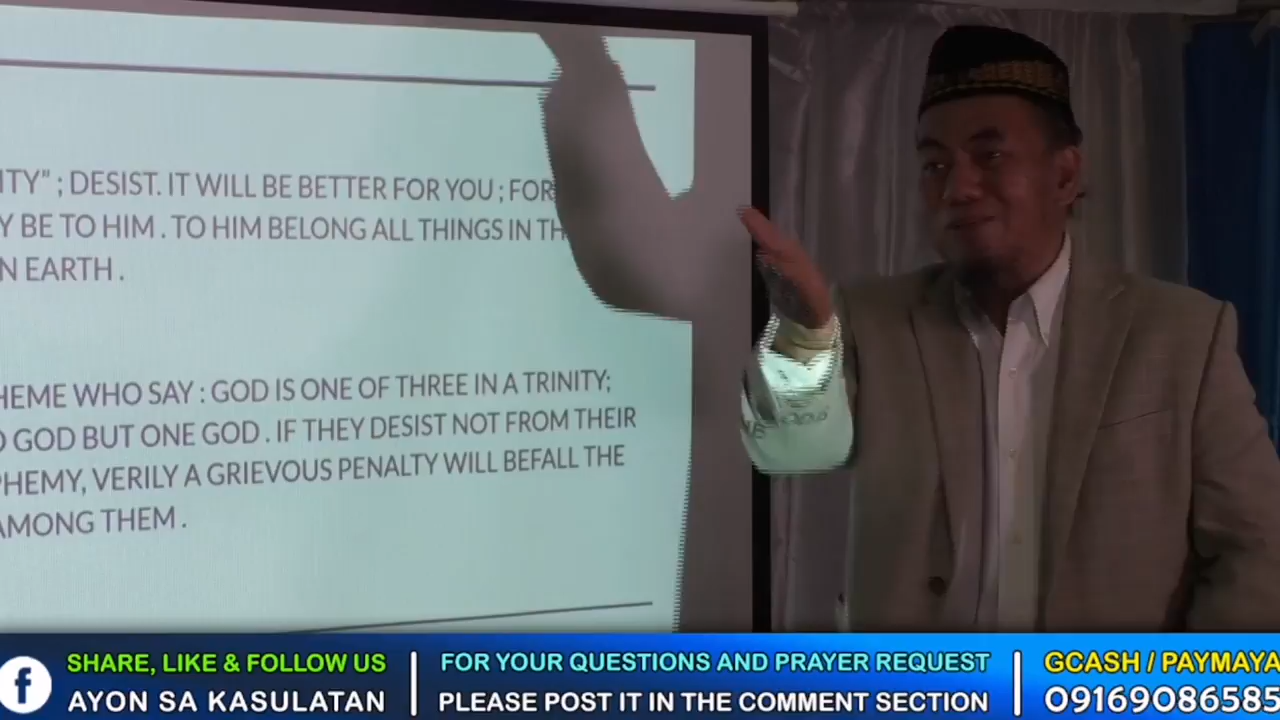 ITY" ; DESIST. IT WILL BE BETTER FOR YOU ; FOR
Y BE TO HIM . TO HIM BELONG ALL THINGS IN TH
N EARTH .
HEME WHO SAY : GOD IS ONE OF THREE IN A TRINITY;
O GOD BUT ONE GOD . IF THEY DESIST NOT FROM THEIR
PHEMY, VERILY A GRIEVOUS PENALTY WILL BEFALL THE
AMONG THEM .
f
SHARE, LIKE & FOLLOW US
AYON SA KASULATAN
FOR YOUR QUESTIONS AND PRAYER REQUEST
PLEASE POST IT IN THE COMMENT SECTION
GCASH / PAYMAYA
09169086585